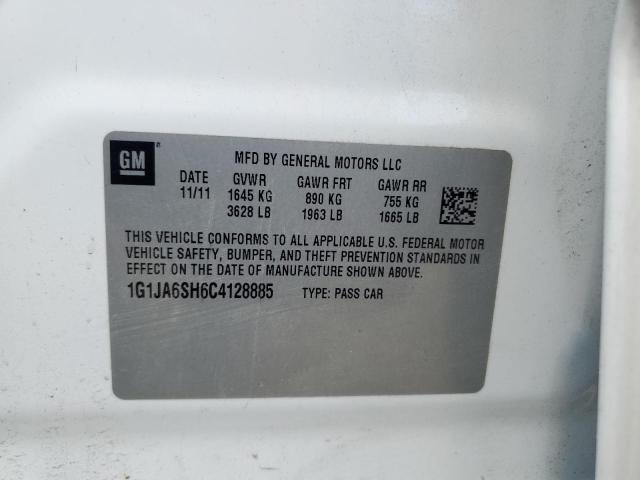 GM
MFD BY GENERAL MOTORS LLC
DATE GVWR GAWR FRT GAWR RR
11/11 1645 KG 890 KG 755 KG
3628 LB 1963 LB 1665 LB
THIS VEHICLE CONFORMS TO ALL APPLICABLE U.S. FEDERAL MOTOR
VEHICLE SAFETY, BUMPER, AND THEFT PREVENTION STANDARDS IN
EFFECT ON THE DATE OF MANUFACTURE SHOWN ABOVE.
1G1JA6SH6C4128885 TYPE: PASS CAR